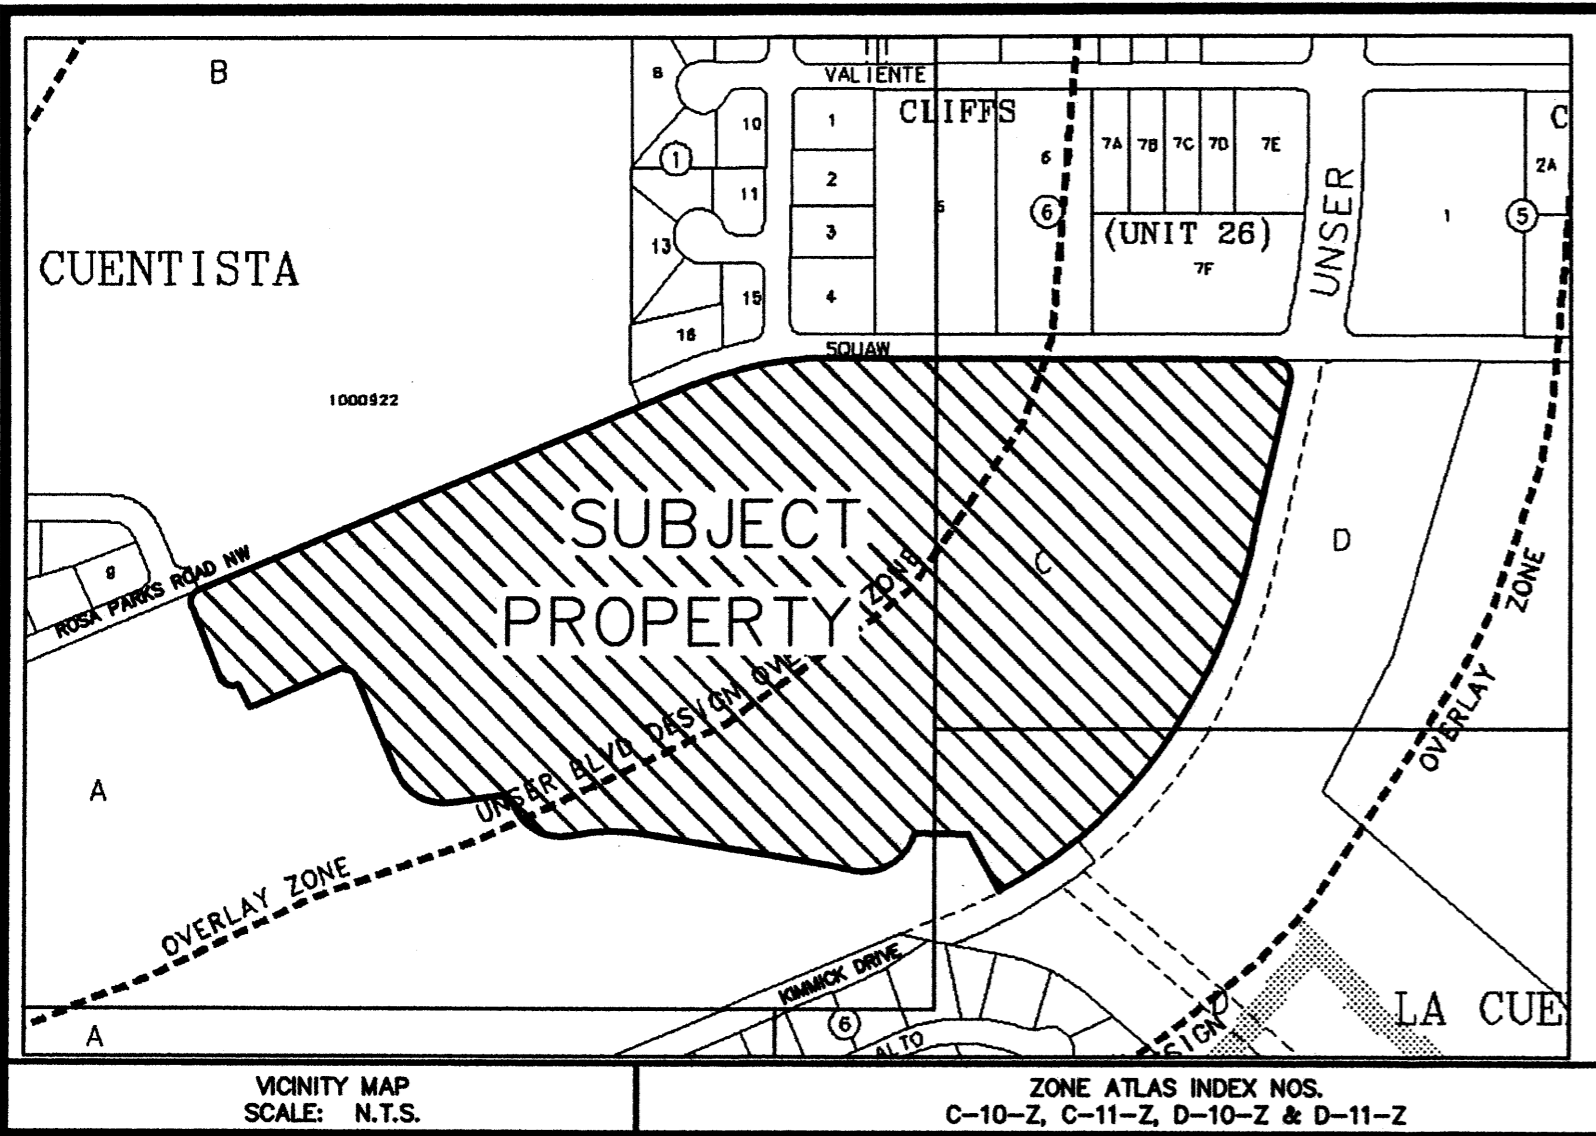 B
8
VALIENTE
CLIFFS
C
10
1
7A
7B
7C
7D
7E
1
6
2A
2
11
5
6
UNSER
1
5
3
13
(UNIT 26)
7F
CUENTISTA
15
4
16
SQUAW
1000922
SUBJECT
D
C
9
ROSA PARKS ROAD NW
PROPERTY
ZONE
ZONE
UNSER BLVD DESIGN OVE
OVERLAY
A
OVERLAY ZONE
KIMMICK DRIVE
D
LA CUE
6
SIGN
A
ALTO
VICINITY MAP
SCALE: N.T.S.
ZONE ATLAS INDEX NOS.
C-10-Z, C-11-Z, D-10-Z & D-11-Z